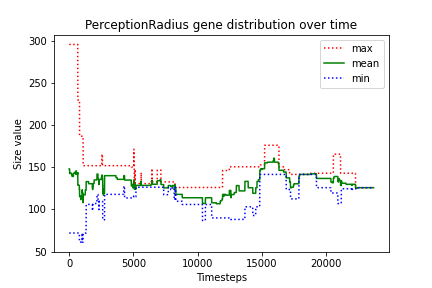 PerceptionRadius gene distribution over time
300
250
200
150
100
50
Size value
max
mean
min
0
5000
10000
15000
20000
Timesteps